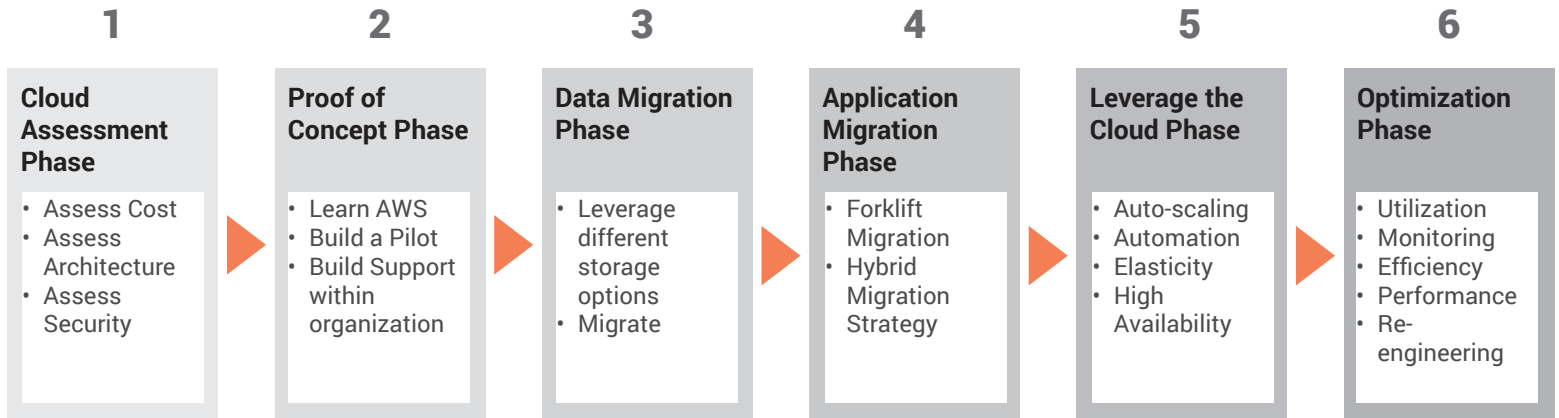 1
Cloud
Assessment
Phase
• Assess Cost
• Assess
Architecture
• Assess
Security
2
Proof of
Concept Phase
• Learn AWS
• Build a Pilot
• Build Support
within
organization
3
Data Migration
Phase
• Leverage
different
storage
options
• Migrate
4
Application
Migration
Phase
• Forklift
Migration
• Hybrid
Migration
Strategy
5
Leverage the
Cloud Phase
• Auto-scaling
• Automation
• Elasticity
• High
Availability
6
Optimization
Phase
• Utilization
• Monitoring
• Efficiency
• Performance
• Re-
engineering